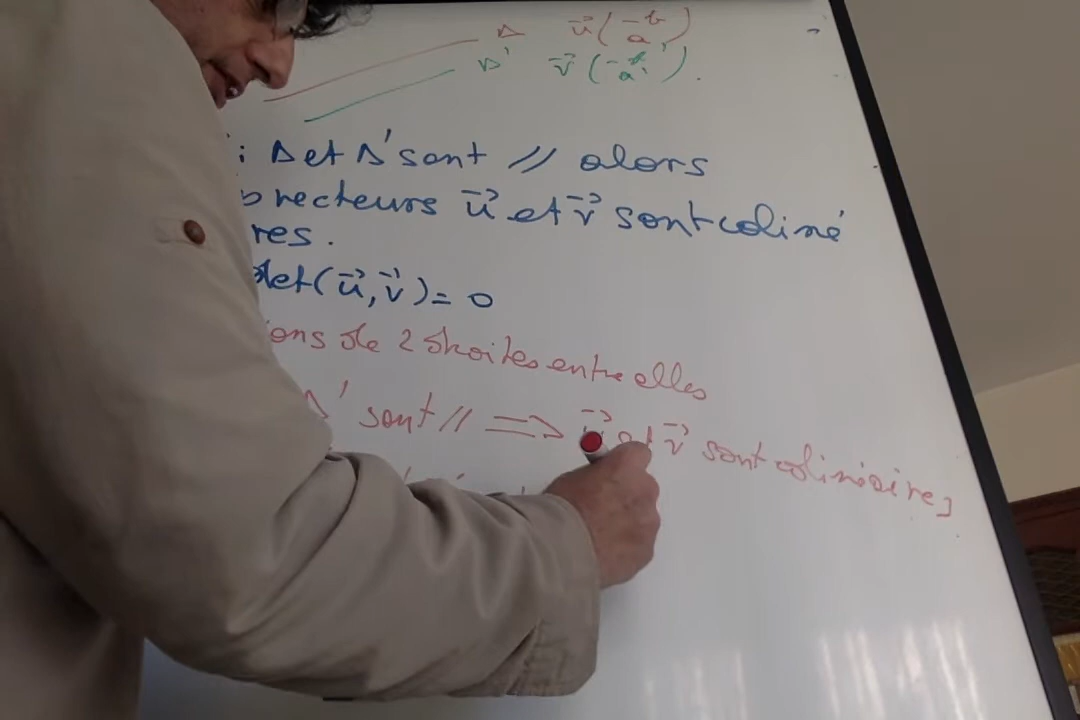 Δ u⃗(-b a)
Δ' v⃗(-b' a').
: Δ et Δ' sont // alors
vecteurs u⃗ et v⃗ sont coliné
res.
det(u⃗, v⃗) = 0
ons de 2 droites entre elles
Δ' sont // => u⃗ et v⃗ sont colinéaires